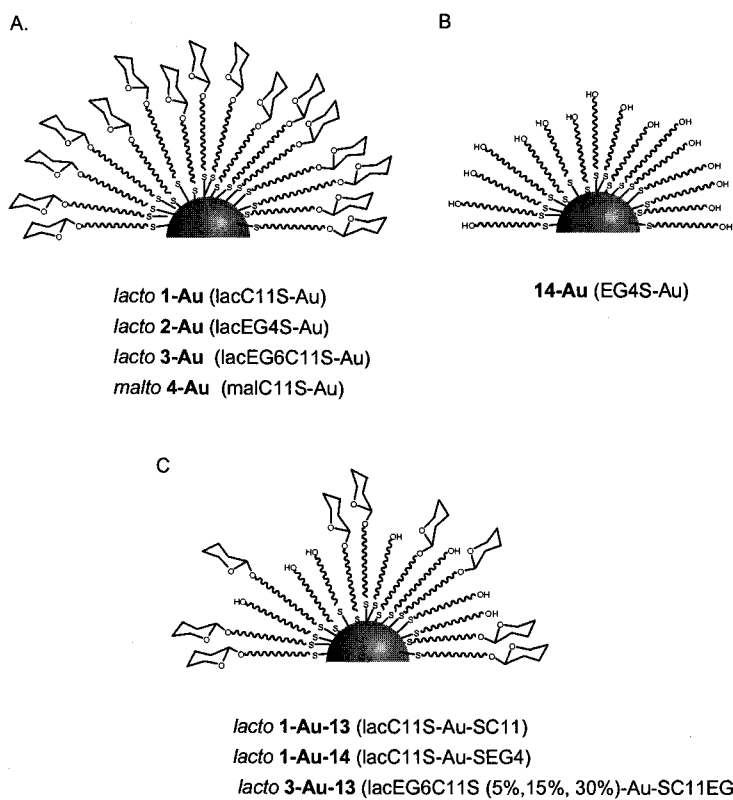 A.
B
lacto 1-Au (lacC11S-Au)
lacto 2-Au (lacEG4S-Au)
lacto 3-Au (lacEG6C11S-Au)
malto 4-Au (malC11S-Au)
14-Au (EG4S-Au)
C
lacto 1-Au-13 (lacC11S-Au-SC11)
lacto 1-Au-14 (lacC11S-Au-SEG4)
lacto 3-Au-13 (lacEG6C11S (5%,15%, 30%)-Au-SC11EG